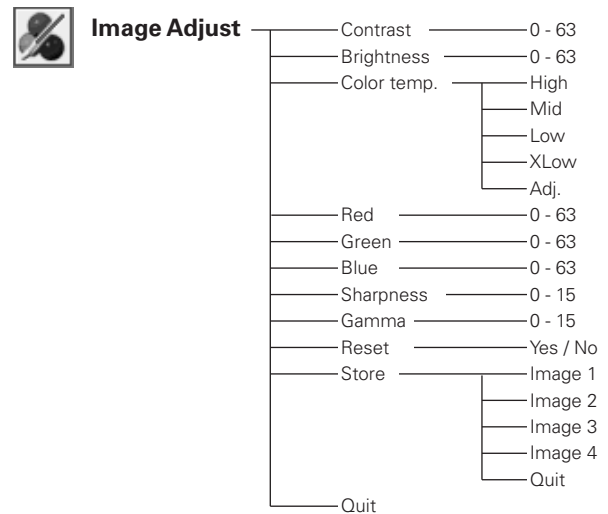 Image Adjust Contrast 0 - 63
Brightness 0 - 63
Color temp. High
Mid
Low
XLow
Adj.
Red 0 - 63
Green 0 - 63
Blue 0 - 63
Sharpness 0 - 15
Gamma 0 - 15
Reset Yes / No
Store Image 1
Image 2
Image 3
Image 4
Quit
Quit